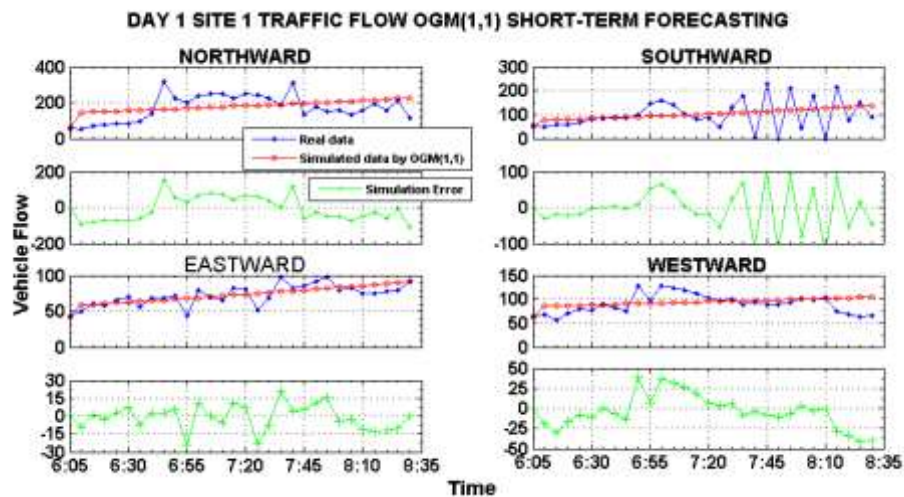 DAY 1 SITE 1 TRAFFIC FLOW OGM(1,1) SHORT-TERM FORECASTING
NORTHWARD
SOUTHWARD
400
200
0
300
200
100
0
Real data
Simulated data by OGM(1,1)
200
0
-200
Simulation Error
100
0
-100
Vehicle Flow
EASTWARD
WESTWARD
100
50
0
150
100
50
0
30
15
0
-15
-30
50
25
0
-25
-50
6:05 6:30 6:55 7:20 7:45 8:10 8:35
6:05 6:30 6:55 7:20 7:45 8:10 8:35
Time